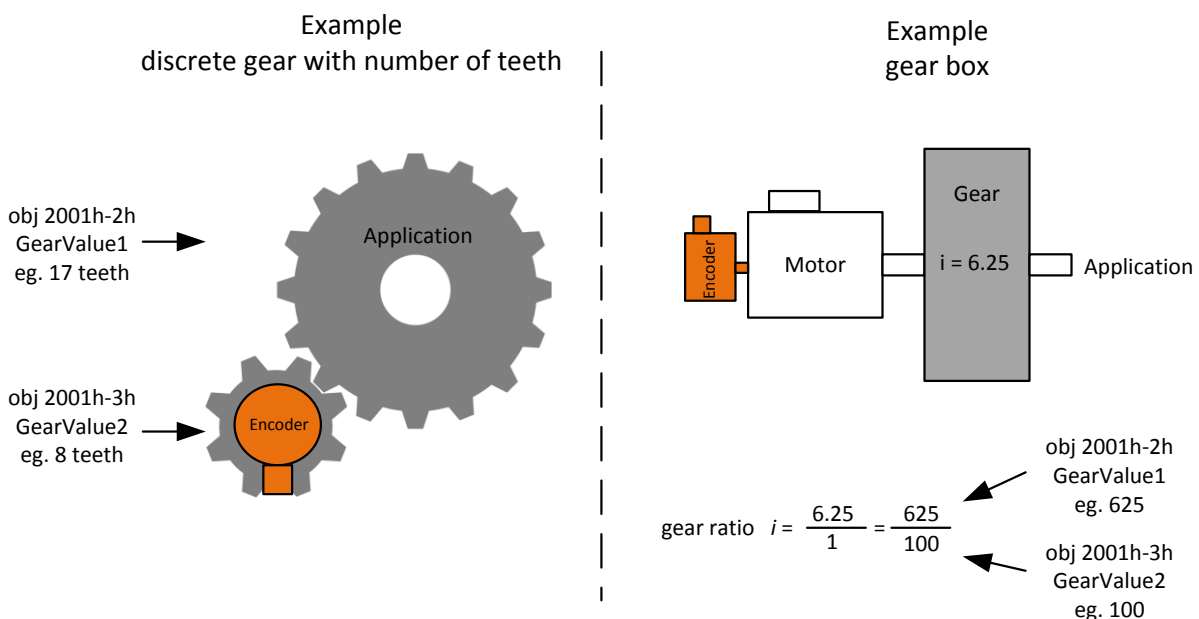 Example
discrete gear with number of teeth
obj 2001h-2h
GearValue1
eg. 17 teeth
Application
obj 2001h-3h
GearValue2
eg. 8 teeth
Encoder
Example
gear box
Encoder
Motor
Gear
i = 6.25
Application
gear ratio i = 6.25/1 = 625/100
obj 2001h-2h
GearValue1
eg. 625
obj 2001h-3h
GearValue2
eg. 100